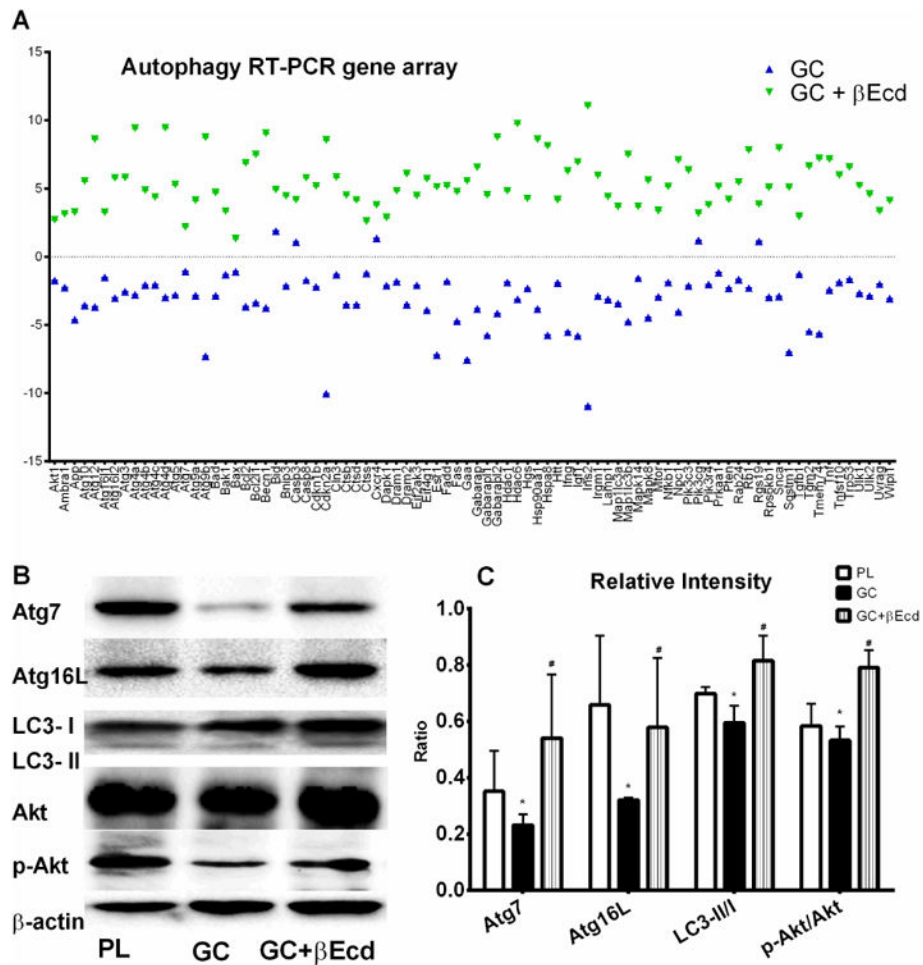 A
15
10
5
0
-5
-10
-15
Autophagy RT-PCR gene array
GC
GC + βEcd
Akt1
Ambra1
App
Atg10
Atg12
Atg16l1
Atg16l2
Atg3
Atg4a
Atg4b
Atg4c
Atg4d
Atg5
Atg7
Atg9a
Atg9b
Bad
Bak1
Bax
Bcl2
Bcl2l1
Becn1
Bid
Bnip3
Casp3
Casp8
Cdkn1b
Cdkn2a
Cln3
Ctsb
Ctsd
Ctss
Cxcr4
Dapk1
Dram1
Dram2
Eif2ak3
Eif4g1
Esr1
Fadd
Fas
Gaa
Gabarap
Gabarapl1
Gabarapl2
Hdac1
Hdac6
Hgs
Hsp90aa1
Hspa8
Htt
Ifng
Igf1
Irs2
Irgm1
Lamp1
Map1lc3a
Map1lc3b
Mapk14
Mapk8
Mtor
Nfkb1
Npc1
Pik3c3
Pik3cg
Pik3r4
Prkaa1
Pten
Rab24
Rb1
Rgs19
Rps6kb1
Snca
Sqstm1
Tgfb1
Tgm2
Tmem74
Tnf
Tnfsf10
Trp53
Ulk1
Ulk2
Uvrag
Wipi1
B
Atg7
Atg16L
LC3- I
LC3- II
Akt
p-Akt
β-actin
PL GC GC+βEcd
C
Relative Intensity
PL
GC
GC+βEcd
Ratio
1.0
0.8
0.6
0.4
0.2
0.0
* # * # * # * #
Atg7
Atg16L
LC3-II/I
p-Akt/Akt